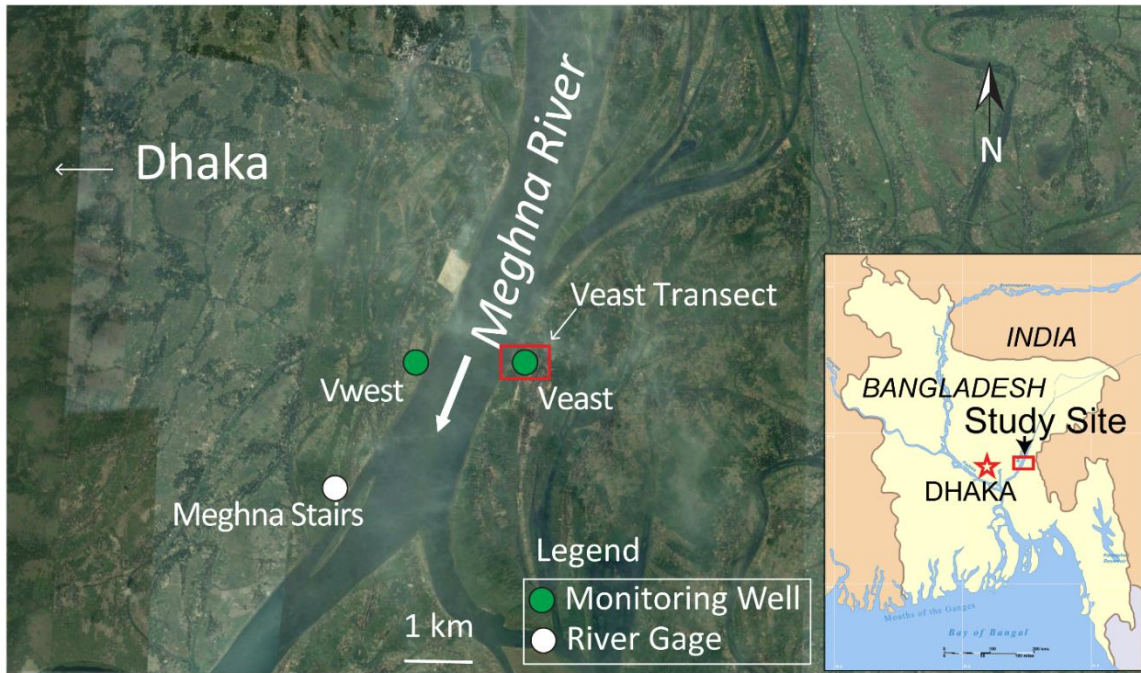 Dhaka
Meghna River
N
Veast Transect
Vwest
Veast
Meghna Stairs
Legend
Monitoring Well
River Gage
1 km
INDIA
BANGLADESH
Study Site
DHAKA
Mouths of the Ganges
Bay of Bangal